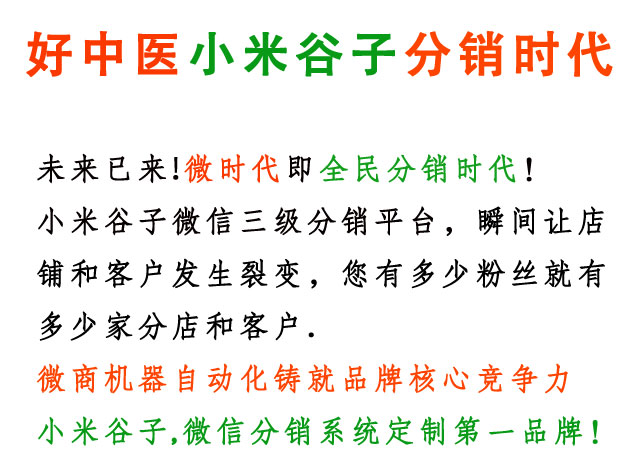 好中医小米谷子分销时代
未来已来!微时代即全民分销时代!
小米谷子微信三级分销平台，瞬间让店
铺和客户发生裂变，您有多少粉丝就有
多少家分店和客户.
微商机器自动化铸就品牌核心竞争力
小米谷子,微信分销系统定制第一品牌!